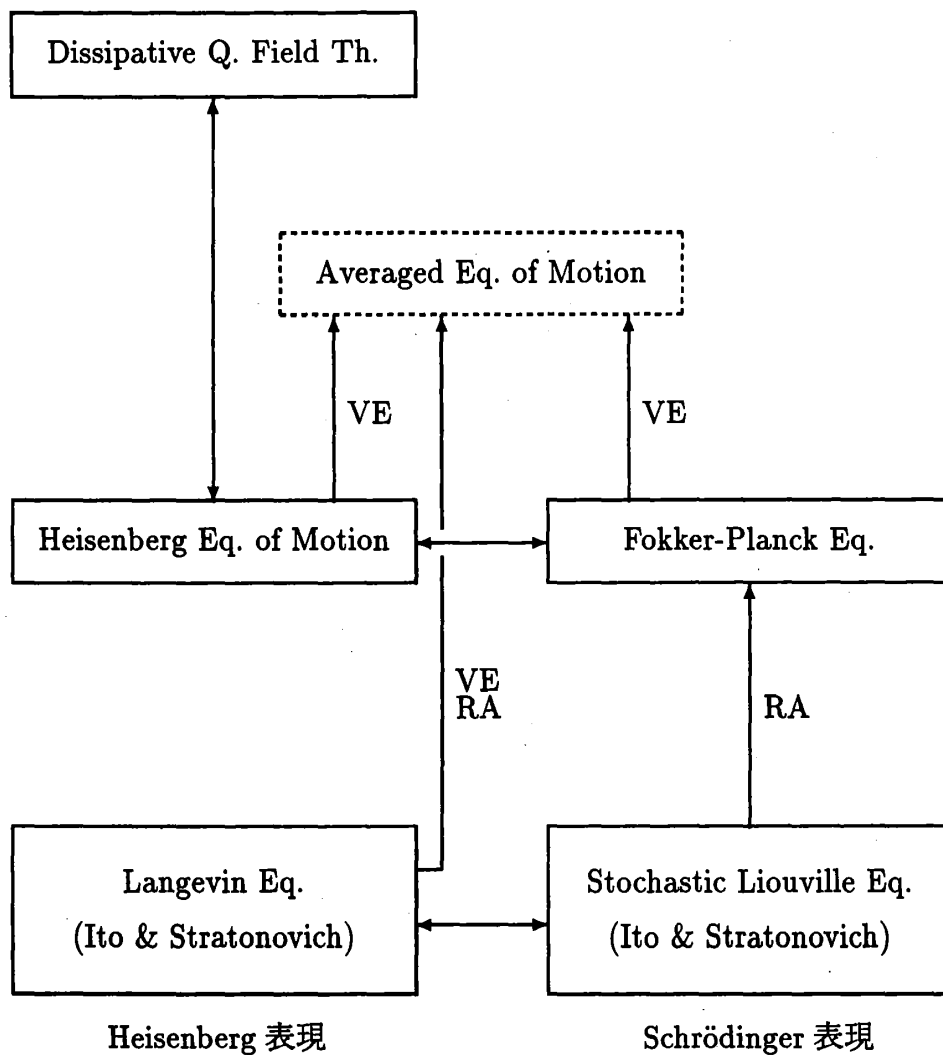 Dissipative Q. Field Th.
Averaged Eq. of Motion
VE
VE
Heisenberg Eq. of Motion
Fokker-Planck Eq.
VE
RA
RA
Langevin Eq.
(Ito & Stratonovich)
Stochastic Liouville Eq.
(Ito & Stratonovich)
Heisenberg 表現
Schrödinger 表現